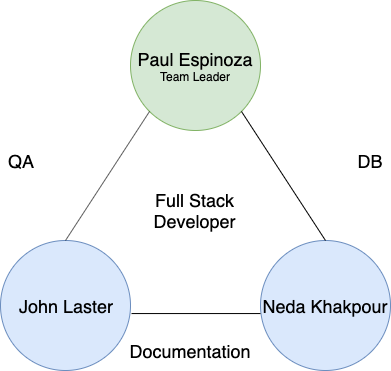 Paul Espinoza
Team Leader
QA
DB
Full Stack
Developer
John Laster
Neda Khakpour
Documentation